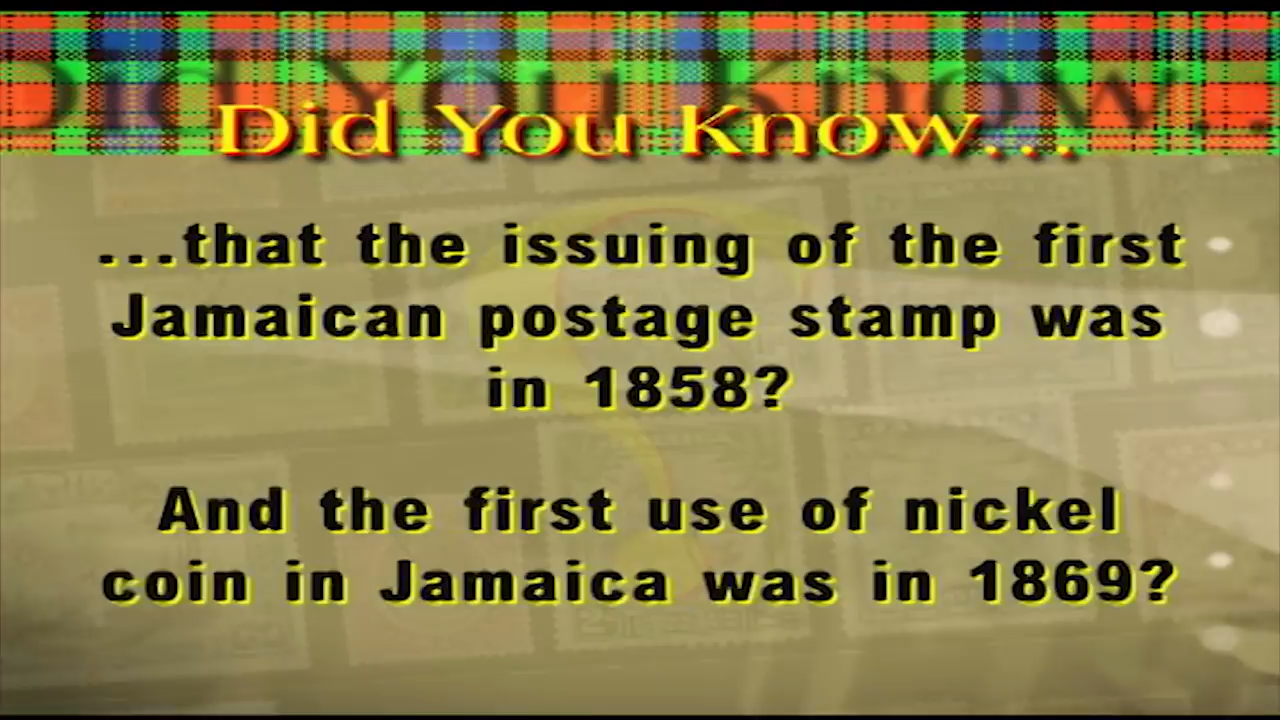 Did You Know...
...that the issuing of the first
Jamaican postage stamp was
in 1858?
And the first use of nickel
coin in Jamaica was in 1869?